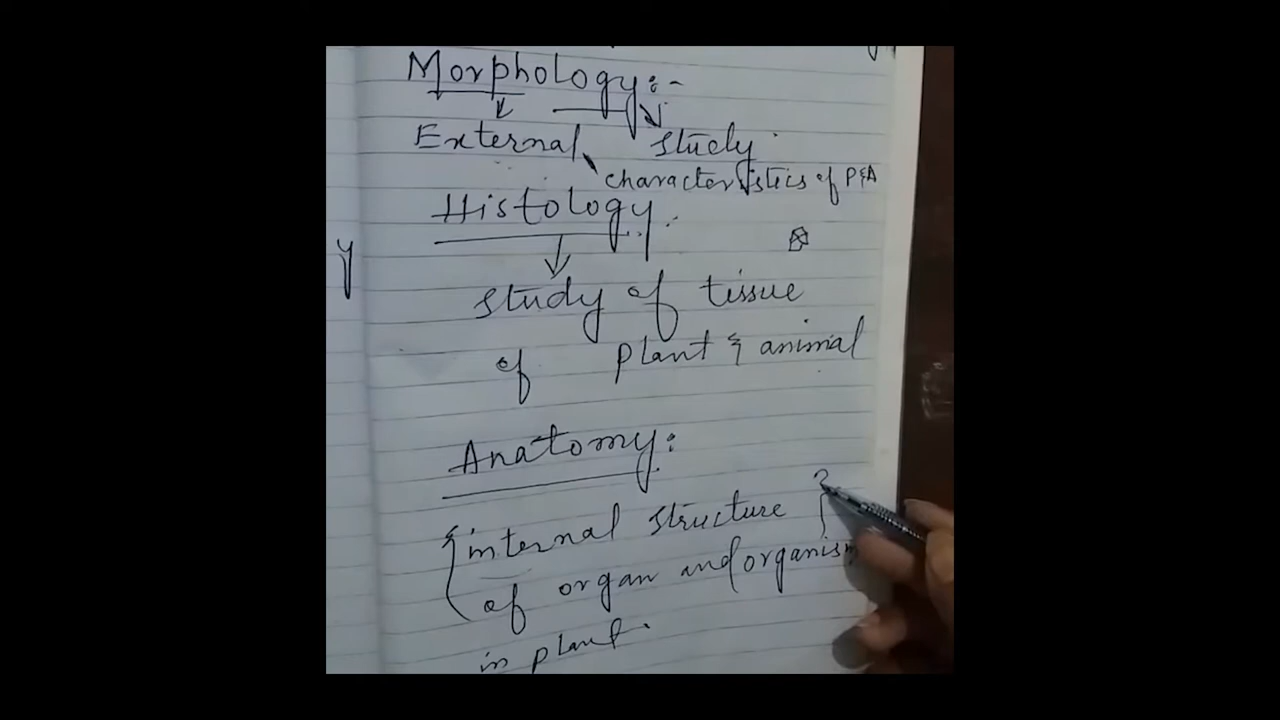 Morphology:-
External study
characteristics of P&A
Histology
study of tissue
of plant & animal
y
Anatomy:
internal structure
of organ and organism
in plant.